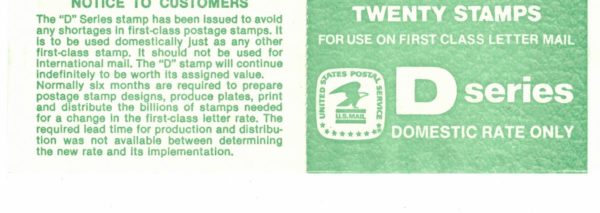 NOTICE TO CUSTOMERS
The "D" Series stamp has been issued to avoid
any shortages in first-class postage stamps. It
is to be used domestically just as any other
first-class stamp. It should not be used for
international mail. The "D" stamp will continue
indefinitely to be worth its assigned value.
Normally six months are required to prepare
postage stamp designs, produce plates, print
and distribute the billions of stamps needed
for a change in the first-class letter rate. The
required lead time for production and distribu-
tion was not available between determining
the new rate and its implementation.
TWENTY STAMPS
FOR USE ON FIRST CLASS LETTER MAIL
UNITED STATES POSTAL SERVICE
U.S.MAIL
D series
DOMESTIC RATE ONLY